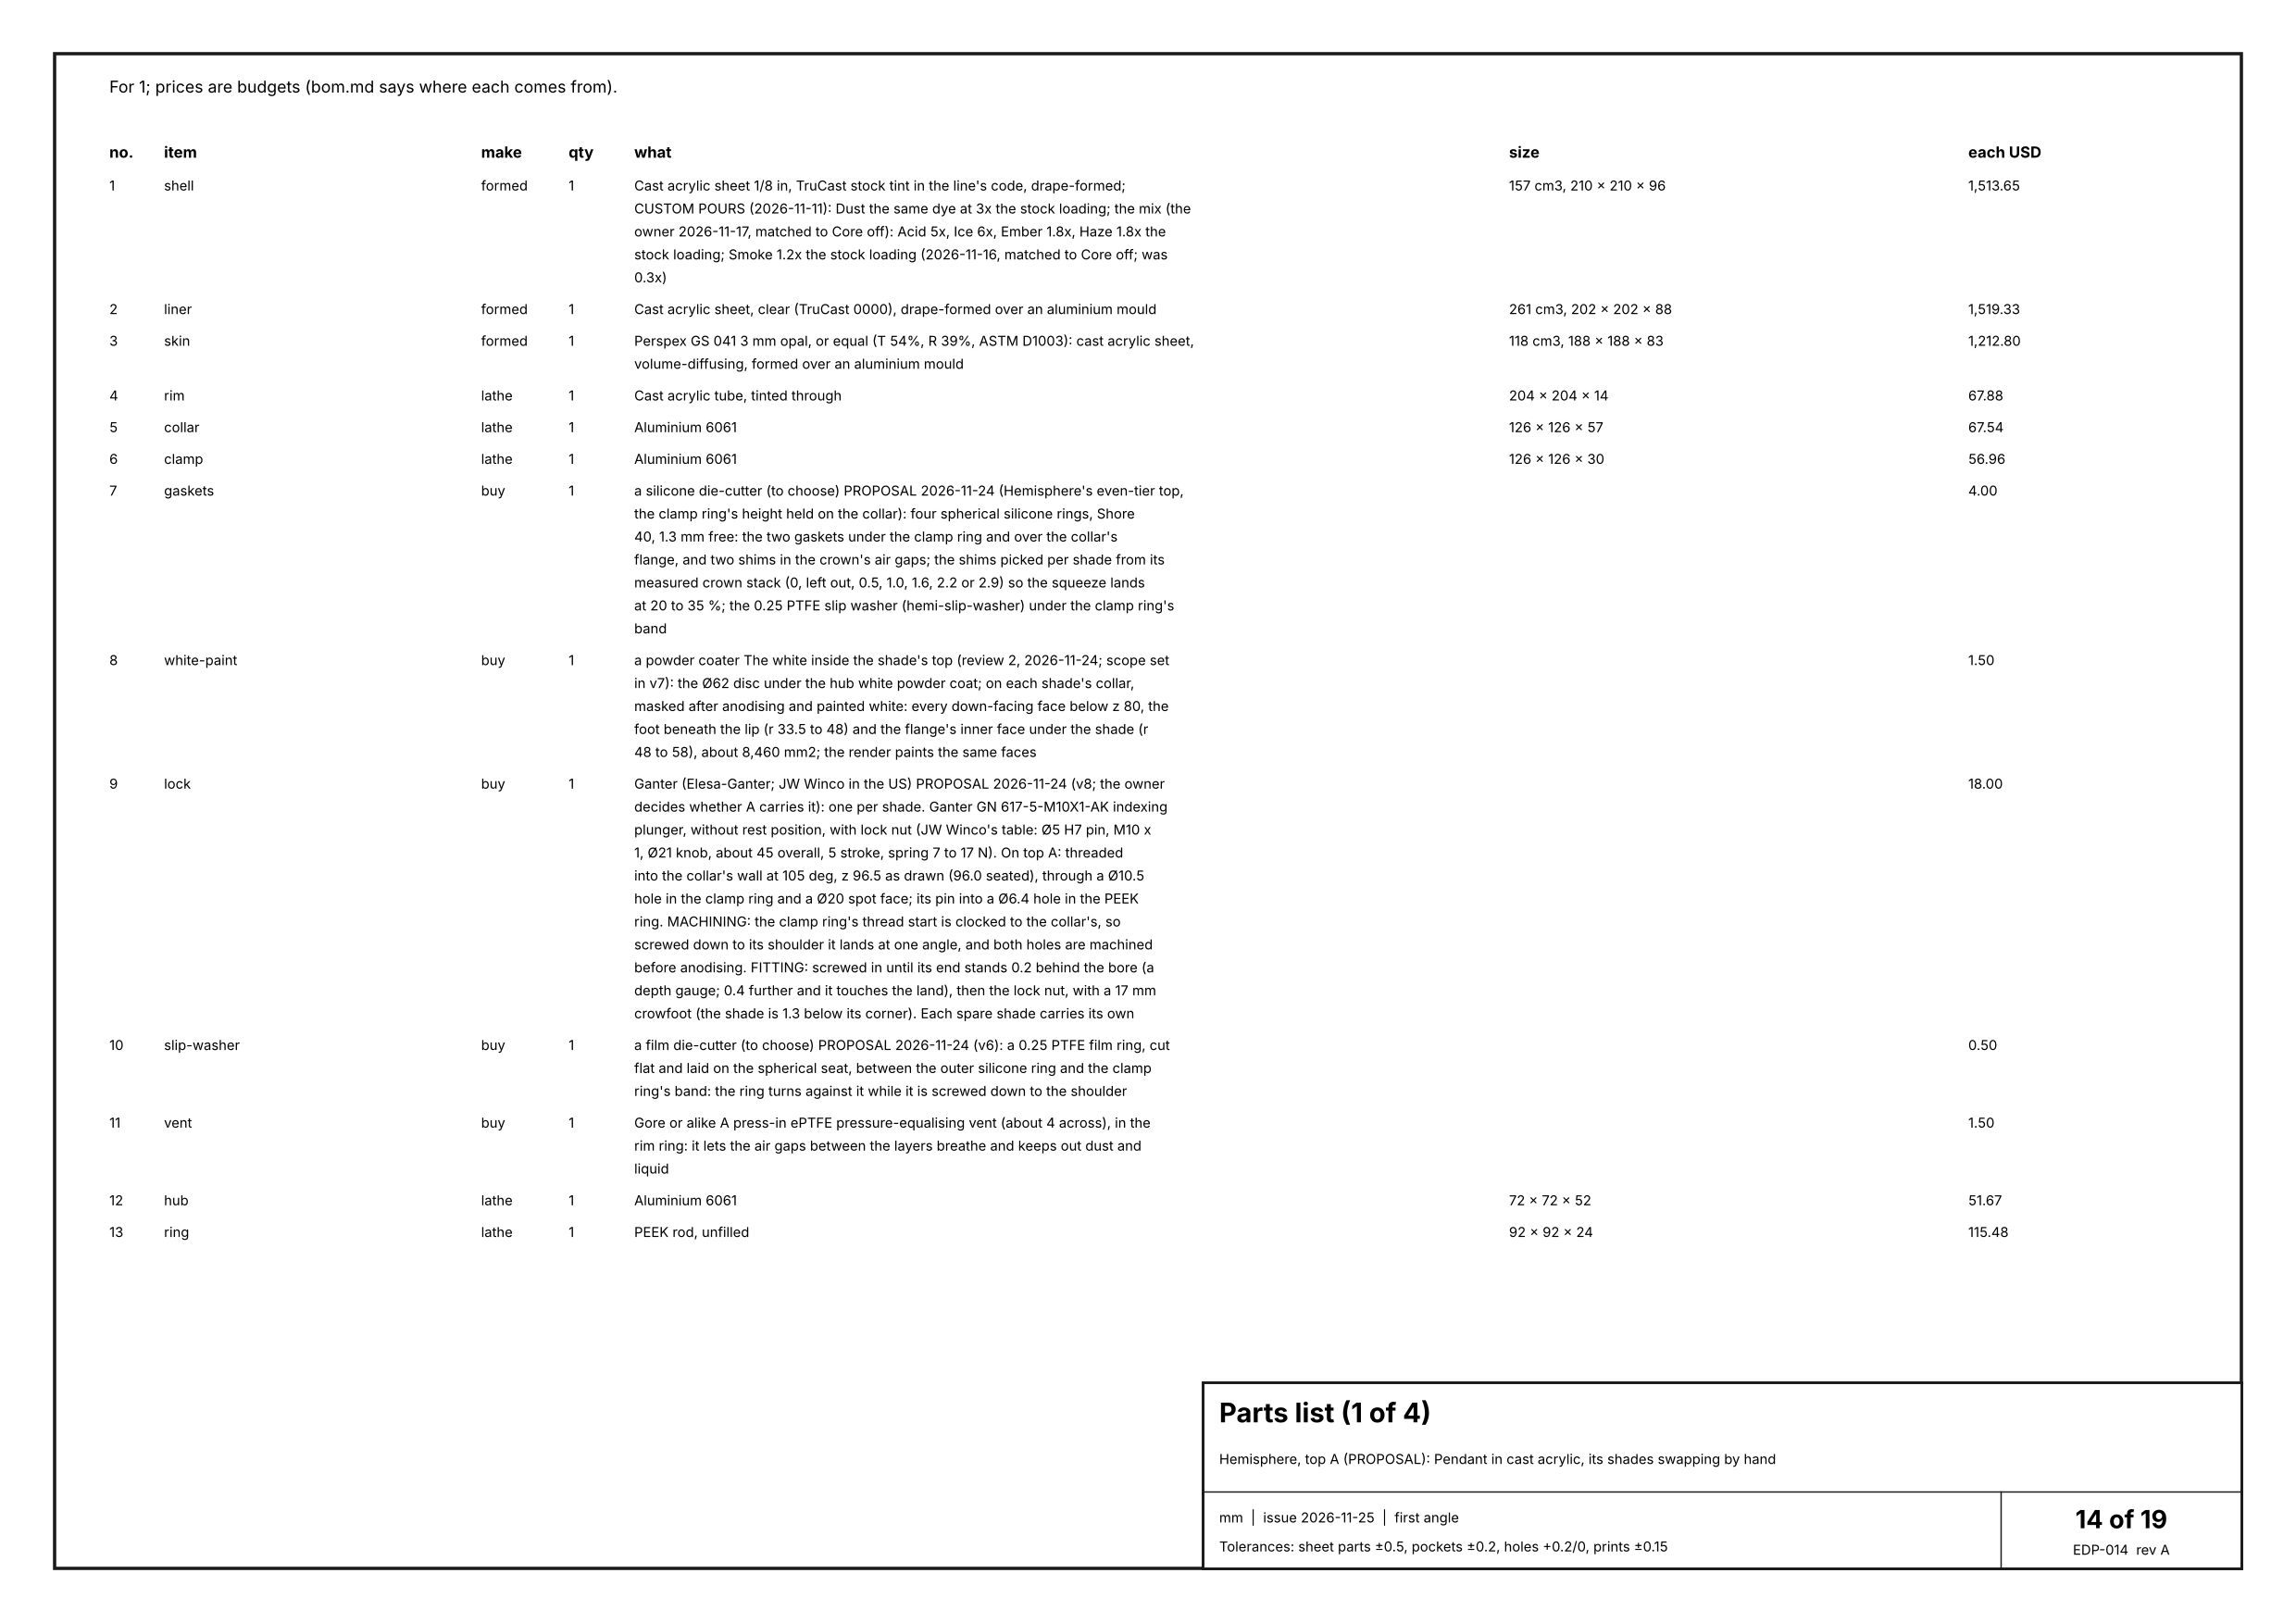 For 1; prices are budgets (bom.md says where each comes from).
no. item make qty what size each USD
1 shell formed 1 Cast acrylic sheet 1/8 in, TruCast stock tint in the line's code, drape-formed; 157 cm3, 210 × 210 × 96 1,513.65
CUSTOM POURS (2026-11-11): Dust the same dye at 3x the stock loading; the mix (the
owner 2026-11-17, matched to Core off): Acid 5x, Ice 6x, Ember 1.8x, Haze 1.8x the
stock loading; Smoke 1.2x the stock loading (2026-11-16, matched to Core off; was
0.3x)
2 liner formed 1 Cast acrylic sheet, clear (TruCast 0000), drape-formed over an aluminium mould 261 cm3, 202 × 202 × 88 1,519.33
3 skin formed 1 Perspex GS 041 3 mm opal, or equal (T 54%, R 39%, ASTM D1003): cast acrylic sheet, 118 cm3, 188 × 188 × 83 1,212.80
volume-diffusing, formed over an aluminium mould
4 rim lathe 1 Cast acrylic tube, tinted through 204 × 204 × 14 67.88
5 collar lathe 1 Aluminium 6061 126 × 126 × 57 67.54
6 clamp lathe 1 Aluminium 6061 126 × 126 × 30 56.96
7 gaskets buy 1 a silicone die-cutter (to choose) PROPOSAL 2026-11-24 (Hemisphere's even-tier top, 4.00
the clamp ring's height held on the collar): four spherical silicone rings, Shore
40, 1.3 mm free: the two gaskets under the clamp ring and over the collar's
flange, and two shims in the crown's air gaps; the shims picked per shade from its
measured crown stack (0, left out, 0.5, 1.0, 1.6, 2.2 or 2.9) so the squeeze lands
at 20 to 35 %; the 0.25 PTFE slip washer (hemi-slip-washer) under the clamp ring's
band
8 white-paint buy 1 a powder coater The white inside the shade's top (review 2, 2026-11-24; scope set 1.50
in v7): the Ø62 disc under the hub white powder coat; on each shade's collar,
masked after anodising and painted white: every down-facing face below z 80, the
foot beneath the lip (r 33.5 to 48) and the flange's inner face under the shade (r
48 to 58), about 8,460 mm2; the render paints the same faces
9 lock buy 1 Ganter (Elesa-Ganter; JW Winco in the US) PROPOSAL 2026-11-24 (v8; the owner 18.00
decides whether A carries it): one per shade. Ganter GN 617-5-M10X1-AK indexing
plunger, without rest position, with lock nut (JW Winco's table: Ø5 H7 pin, M10 x
1, Ø21 knob, about 45 overall, 5 stroke, spring 7 to 17 N). On top A: threaded
into the collar's wall at 105 deg, z 96.5 as drawn (96.0 seated), through a Ø10.5
hole in the clamp ring and a Ø20 spot face; its pin into a Ø6.4 hole in the PEEK
ring. MACHINING: the clamp ring's thread start is clocked to the collar's, so
screwed down to its shoulder it lands at one angle, and both holes are machined
before anodising. FITTING: screwed in until its end stands 0.2 behind the bore (a
depth gauge; 0.4 further and it touches the land), then the lock nut, with a 17 mm
crowfoot (the shade is 1.3 below its corner). Each spare shade carries its own
10 slip-washer buy 1 a film die-cutter (to choose) PROPOSAL 2026-11-24 (v6): a 0.25 PTFE film ring, cut 0.50
flat and laid on the spherical seat, between the outer silicone ring and the clamp
ring's band: the ring turns against it while it is screwed down to the shoulder
11 vent buy 1 Gore or alike A press-in ePTFE pressure-equalising vent (about 4 across), in the 1.50
rim ring: it lets the air gaps between the layers breathe and keeps out dust and
liquid
12 hub lathe 1 Aluminium 6061 72 × 72 × 52 51.67
13 ring lathe 1 PEEK rod, unfilled 92 × 92 × 24 115.48
Parts list (1 of 4)
Hemisphere, top A (PROPOSAL): Pendant in cast acrylic, its shades swapping by hand
mm | issue 2026-11-25 | first angle
Tolerances: sheet parts ±0.5, pockets ±0.2, holes +0.2/0, prints ±0.15
14 of 19
EDP-014 rev A